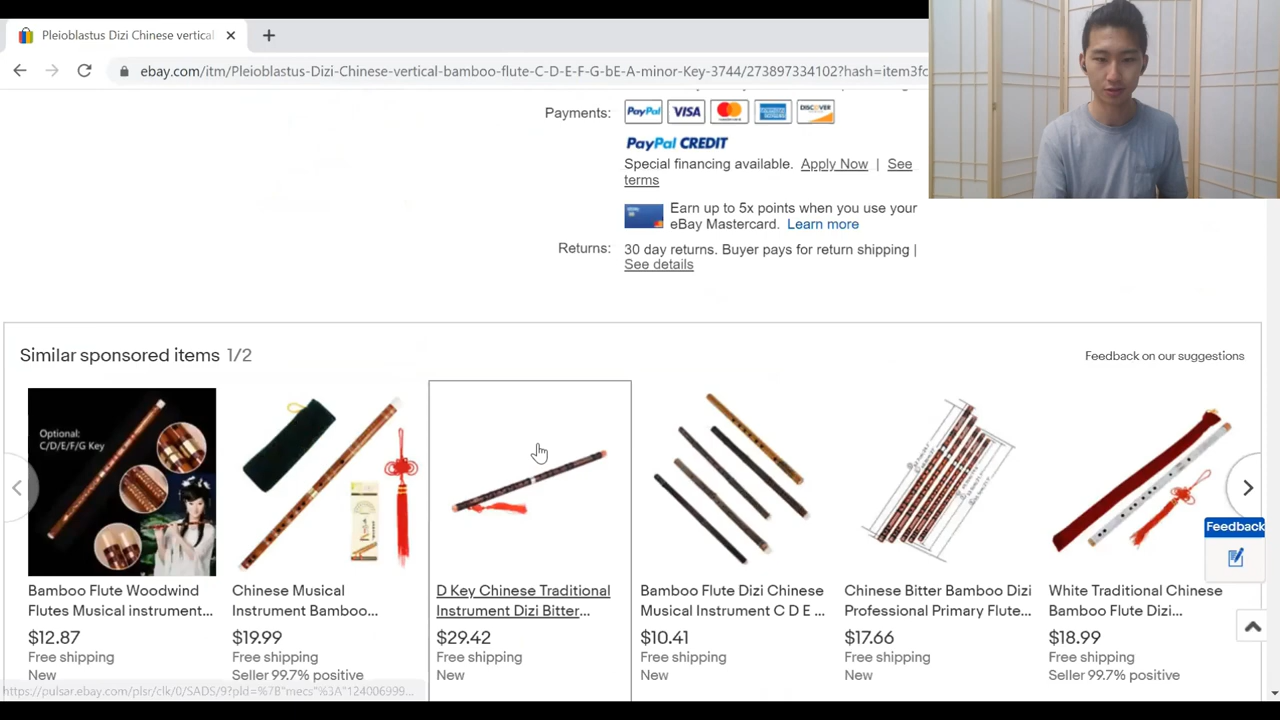 Pleioblastus Dizi Chinese vertical
ebay.com/itm/Pleioblastus-Dizi-Chinese-vertical-bamboo-flute-C-D-E-F-G-bE-A-minor-Key-3744/273897334102?hash=item3fc
Payments:
PayPal VISA mastercard DISCOVER
PayPal CREDIT
Special financing available. Apply Now | See
terms
Earn up to 5x points when you use your
eBay Mastercard. Learn more
Returns:
30 day returns. Buyer pays for return shipping |
See details
Similar sponsored items 1/2
Feedback on our suggestions
Optional:
C/D/E/F/G Key
Feedback
Bamboo Flute Woodwind
Flutes Musical instrument...
$12.87
Free shipping
New
Chinese Musical
Instrument Bamboo...
$19.99
Free shipping
Seller 99.7% positive
D Key Chinese Traditional
Instrument Dizi Bitter...
$29.42
Free shipping
New
Bamboo Flute Dizi Chinese
Musical Instrument C D E ...
$10.41
Free shipping
New
Chinese Bitter Bamboo Dizi
Professional Primary Flute...
$17.66
Free shipping
New
White Traditional Chinese
Bamboo Flute Dizi...
$18.99
Free shipping
Seller 99.7% positive
https://pulsar.ebay.com/plsr/clk/0/SADS/9?pld=%7B"mecs"%3A"124006999...